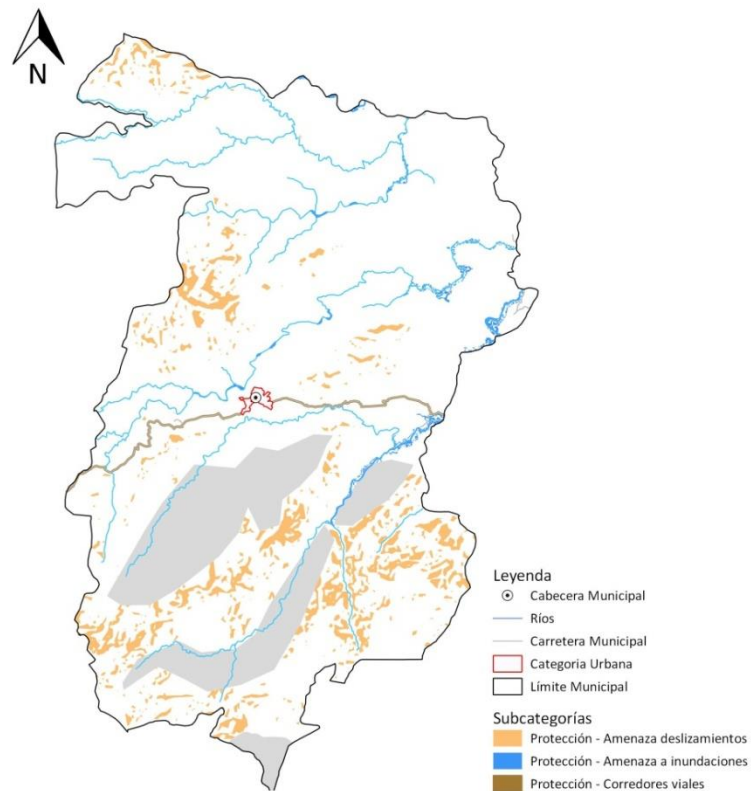 N
Leyenda
Cabecera Municipal
Ríos
Carretera Municipal
Categoria Urbana
Límite Municipal
Subcategorías
Protección - Amenaza deslizamientos
Protección - Amenaza a inundaciones
Protección - Corredores viales